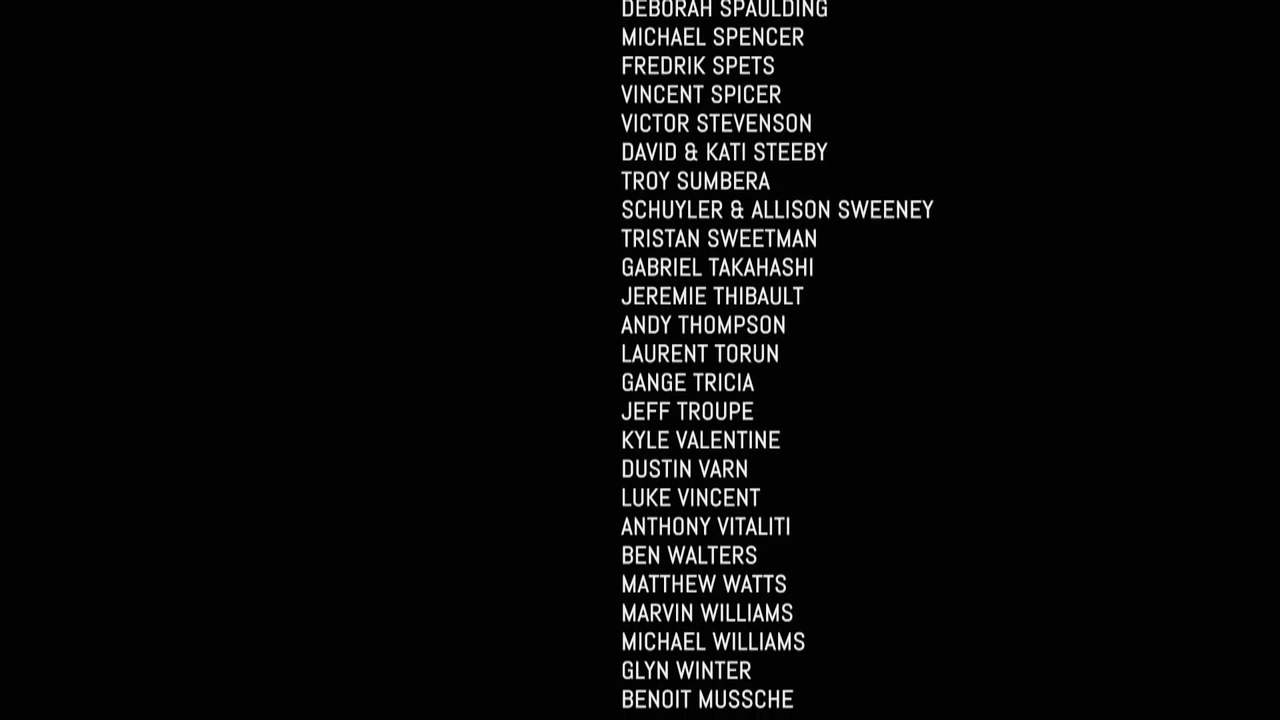 DEBORAH SPAULDING
MICHAEL SPENCER
FREDRIK SPETS
VINCENT SPICER
VICTOR STEVENSON
DAVID & KATI STEEBY
TROY SUMBERA
SCHUYLER & ALLISON SWEENEY
TRISTAN SWEETMAN
GABRIEL TAKAHASHI
JEREMIE THIBAULT
ANDY THOMPSON
LAURENT TORUN
GANGE TRICIA
JEFF TROUPE
KYLE VALENTINE
DUSTIN VARN
LUKE VINCENT
ANTHONY VITALITI
BEN WALTERS
MATTHEW WATTS
MARVIN WILLIAMS
MICHAEL WILLIAMS
GLYN WINTER
BENOIT MUSSCHE